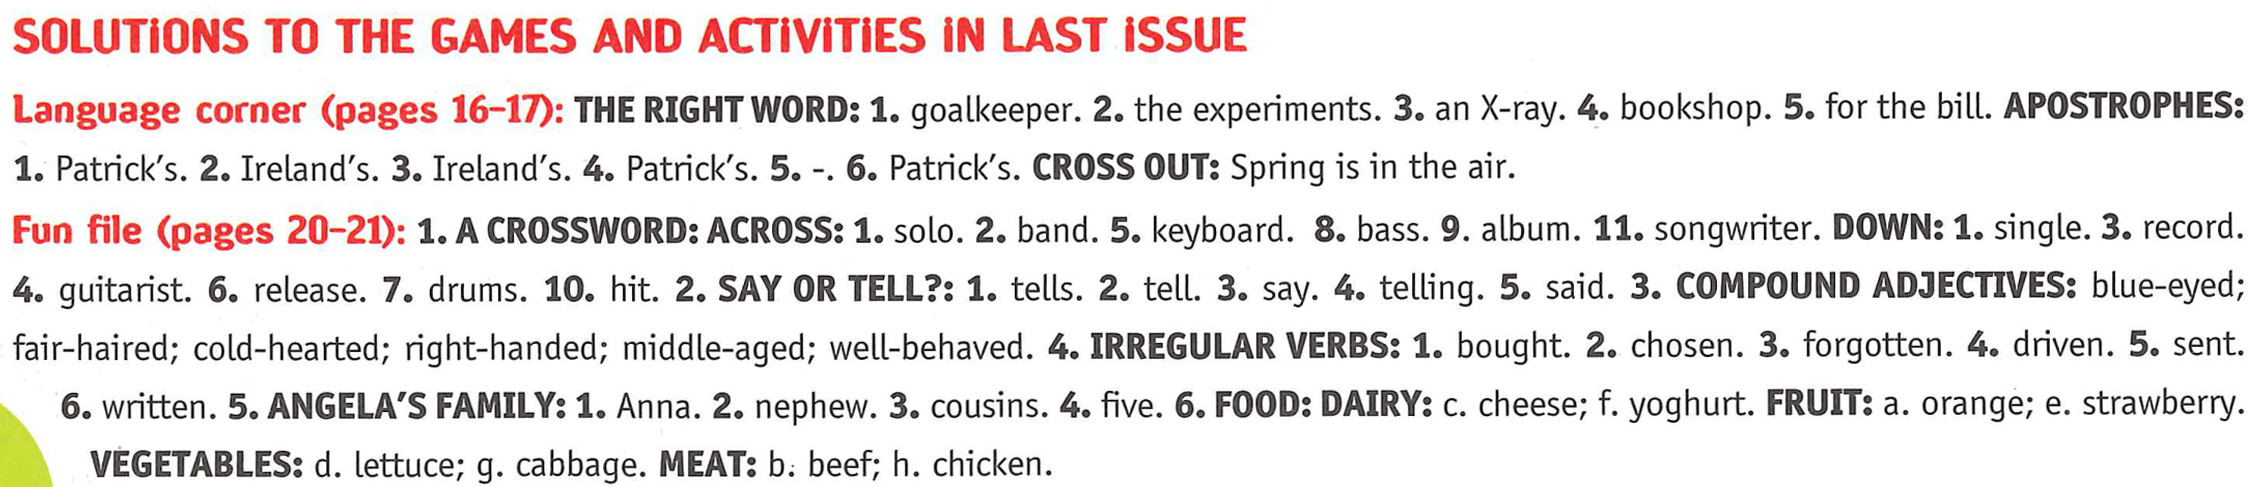 SOLUTiONS TO THE GAMES AND ACTiViTiES iN LAST iSSUE
Language corner (pages 16–17): THE RIGHT WORD: 1. goalkeeper. 2. the experiments. 3. an X-ray. 4. bookshop. 5. for the bill. APOSTROPHES:
1. Patrick's. 2. Ireland's. 3. Ireland's. 4. Patrick's. 5. -. 6. Patrick's. CROSS OUT: Spring is in the air.
Fun file (pages 20–21): 1. A CROSSWORD: ACROSS: 1. solo. 2. band. 5. keyboard. 8. bass. 9. album. 11. songwriter. DOWN: 1. single. 3. record.
4. guitarist. 6. release. 7. drums. 10. hit. 2. SAY OR TELL?: 1. tells. 2. tell. 3. say. 4. telling. 5. said. 3. COMPOUND ADJECTIVES: blue-eyed;
fair-haired; cold-hearted; right-handed; middle-aged; well-behaved. 4. IRREGULAR VERBS: 1. bought. 2. chosen. 3. forgotten. 4. driven. 5. sent.
6. written. 5. ANGELA'S FAMILY: 1. Anna. 2. nephew. 3. cousins. 4. five. 6. FOOD: DAIRY: c. cheese; f. yoghurt. FRUIT: a. orange; e. strawberry.
VEGETABLES: d. lettuce; g. cabbage. MEAT: b. beef; h. chicken.